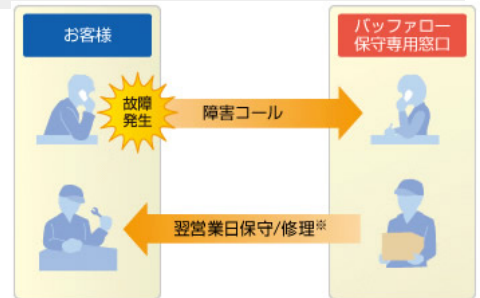 お客様
バッファロー
保守専用窓口
故障
発生
障害コール
翌営業日保守/修理※